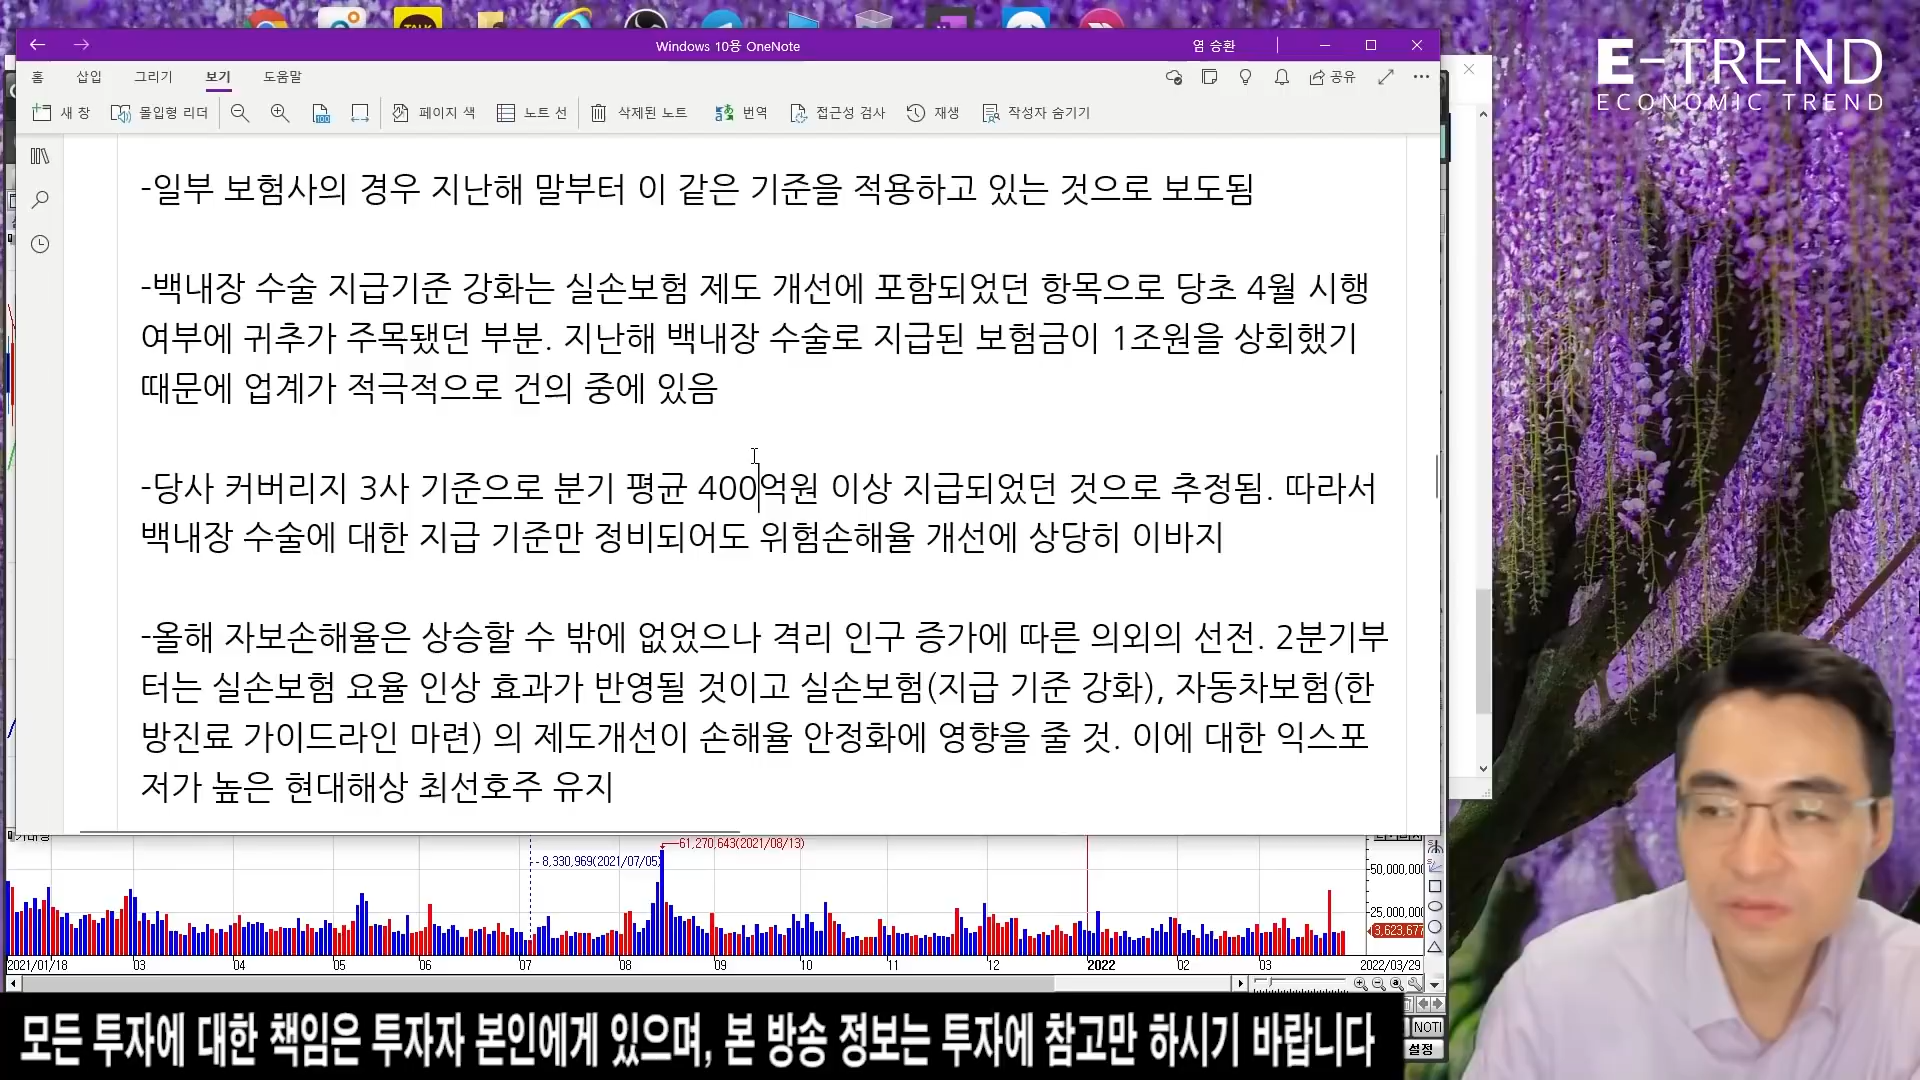 TALK
Windows 10용 OneNote
염 승환
E-TREND
ECONOMIC TREND
홈 삽입 그리기 보기 도움말 공유
새 창 몰입형 리더 페이지 색 노트 선 삭제된 노트 번역 접근성 검사 재생 작성자 숨기기
-일부 보험사의 경우 지난해 말부터 이 같은 기준을 적용하고 있는 것으로 보도됨
-백내장 수술 지급기준 강화는 실손보험 제도 개선에 포함되었던 항목으로 당초 4월 시행
여부에 귀추가 주목됐던 부분. 지난해 백내장 수술로 지급된 보험금이 1조원을 상회했기
때문에 업계가 적극적으로 건의 중에 있음
-당사 커버리지 3사 기준으로 분기 평균 400억원 이상 지급되었던 것으로 추정됨. 따라서
백내장 수술에 대한 지급 기준만 정비되어도 위험손해율 개선에 상당히 이바지
-올해 자보손해율은 상승할 수 밖에 없었으나 격리 인구 증가에 따른 의외의 선전. 2분기부
터는 실손보험 요율 인상 효과가 반영될 것이고 실손보험(지급 기준 강화), 자동차보험(한
방진료 가이드라인 마련) 의 제도개선이 손해율 안정화에 영향을 줄 것. 이에 대한 익스포
저가 높은 현대해상 최선호주 유지
61,270,643(2021/08/13)
8,330,969(2021/07/05)
50,000,000
25,000,000
3,623,677
2021/01/18 03 04 05 06 07 08 09 10 11 12 2022 02 03 2022/03/29
NOTI
설정
모든 투자에 대한 책임은 투자자 본인에게 있으며, 본 방송 정보는 투자에 참고만 하시기 바랍니다